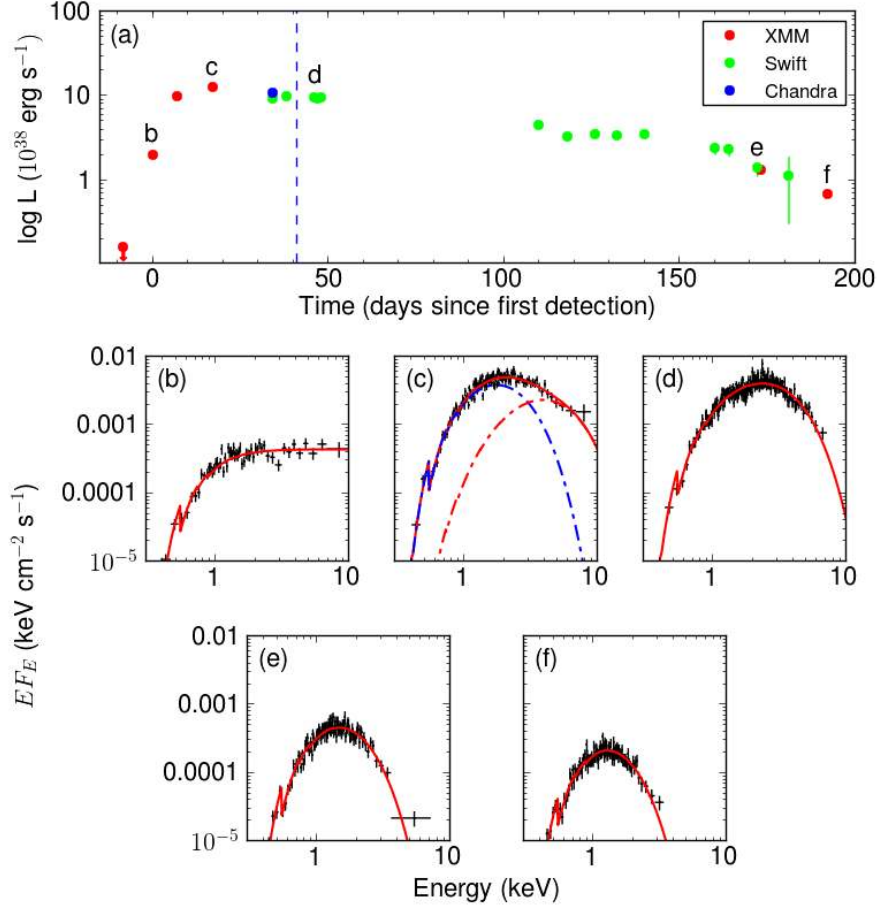 (a)
c
d
b
e
f
XMM
Swift
Chandra
100
10
1
log L (10³⁸ erg s⁻¹)
0
50
100
150
200
Time (days since first detection)
(b)
(c)
(d)
0.01
0.001
0.0001
10⁻⁵
1
10
1
10
1
10
(e)
(f)
0.01
0.001
0.0001
10⁻⁵
1
10
1
10
EF_E (keV cm⁻² s⁻¹)
Energy (keV)